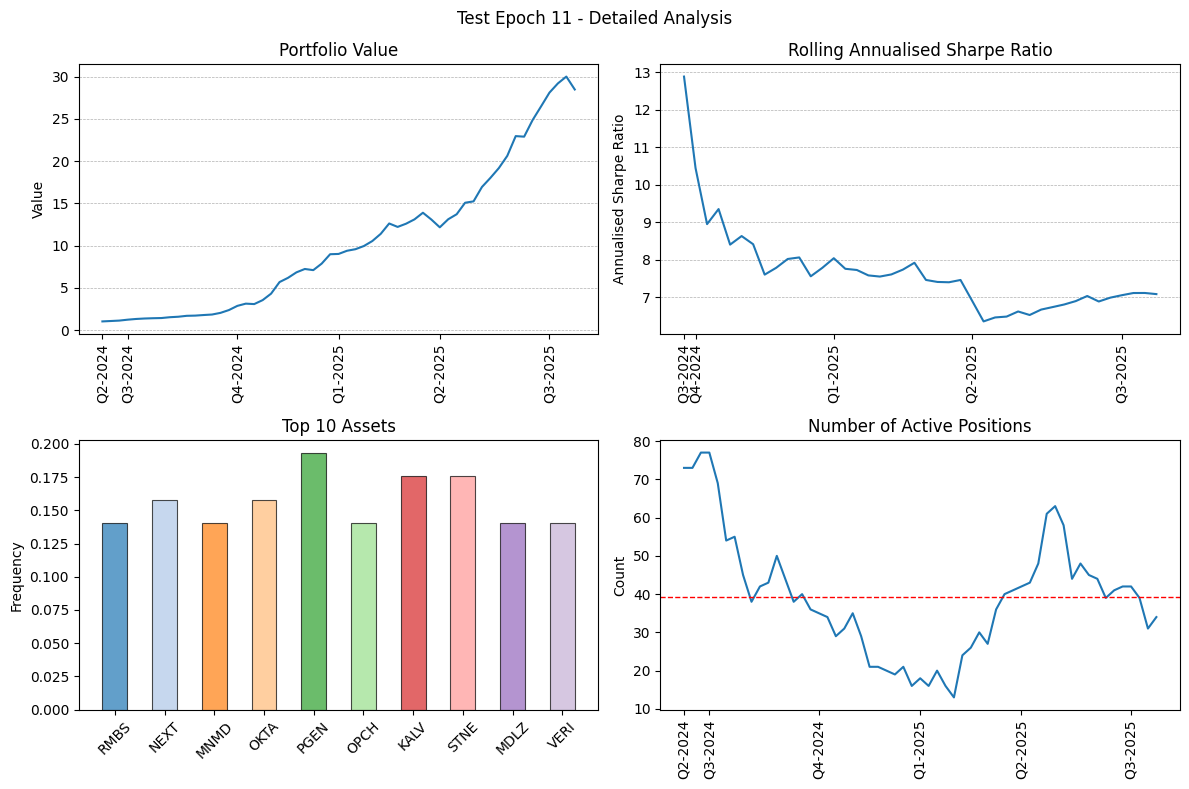 Test Epoch 11 - Detailed Analysis
Portfolio Value
Value
30
25
20
15
10
5
0
Q2-2024
Q3-2024
Q4-2024
Q1-2025
Q2-2025
Q3-2025
Rolling Annualised Sharpe Ratio
Annualised Sharpe Ratio
13
12
11
10
9
8
7
Q3-2024
Q4-2024
Q1-2025
Q2-2025
Q3-2025
Top 10 Assets
Frequency
0.200
0.175
0.150
0.125
0.100
0.075
0.050
0.025
0.000
RMBS
NEXT
MNMD
OKTA
PGEN
OPCH
KALV
STNE
MDLZ
VERI
Number of Active Positions
Count
80
70
60
50
40
30
20
10
Q2-2024
Q3-2024
Q4-2024
Q1-2025
Q2-2025
Q3-2025